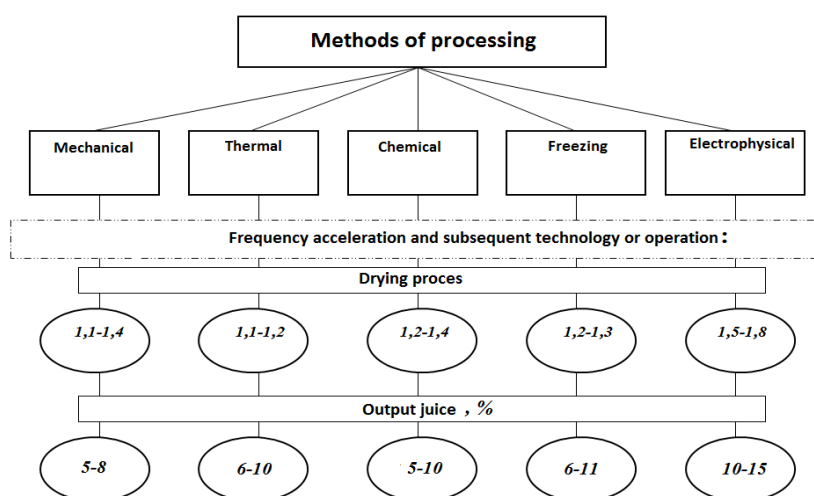 Methods of processing
Mechanical
Thermal
Chemical
Freezing
Electrophysical
Frequency acceleration and subsequent technology or operation:
Drying proces
1,1-1,4
1,1-1,2
1,2-1,4
1,2-1,3
1,5-1,8
Output juice , %
5-8
6-10
5-10
6-11
10-15